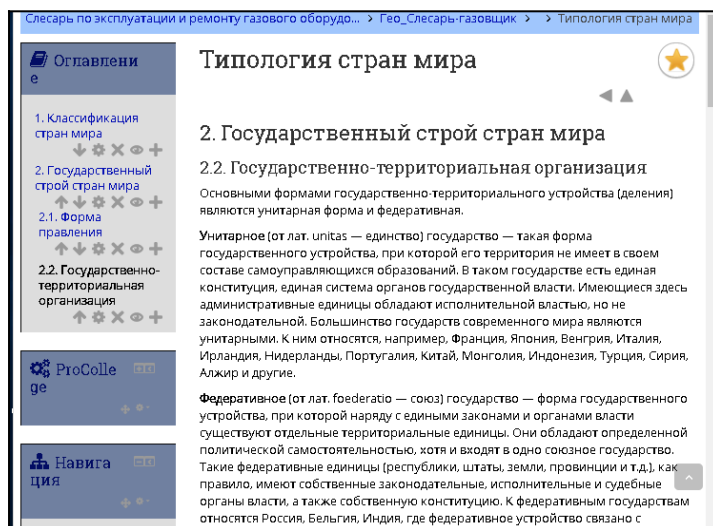 Слесарь по эксплуатации и ремонту газового оборудо... > Гео_Слесарь-газовщик > > Типология стран мира
Оглавлени
е
1. Классификация
стран мира
2. Государственный
строй стран мира
2.1. Форма
правления
2.2. Государственно-
территориальная
организация
ProColle
ge
Навига
ция
Типология стран мира
2. Государственный строй стран мира
2.2. Государственно-территориальная организация
Основными формами государственно-территориального устройства (деления)
являются унитарная форма и федеративная.
Унитарное (от лат. unitas — единство) государство — такая форма
государственного устройства, при которой его территория не имеет в своем
составе самоуправляющихся образований. В таком государстве есть единая
конституция, единая система органов государственной власти. Имеющиеся здесь
административные единицы обладают исполнительной властью, но не
законодательной. Большинство государств современного мира являются
унитарными. К ним относятся, например, Франция, Япония, Венгрия, Италия,
Ирландия, Нидерланды, Португалия, Китай, Монголия, Индонезия, Турция, Сирия,
Алжир и другие.
Федеративное (от лат. foederatio — союз) государство — форма государственного
устройства, при которой наряду с едиными законами и органами власти
существуют отдельные территориальные единицы. Они обладают определенной
политической самостоятельностью, хотя и входят в одно союзное государство.
Такие федеративные единицы (республики, штаты, земли, провинции и т.д.), как
правило, имеют собственные законодательные, исполнительные и судебные
органы власти, а также собственную конституцию. К федеративным государствам
относятся Россия, Бельгия, Индия, где федеративное устройство связано с